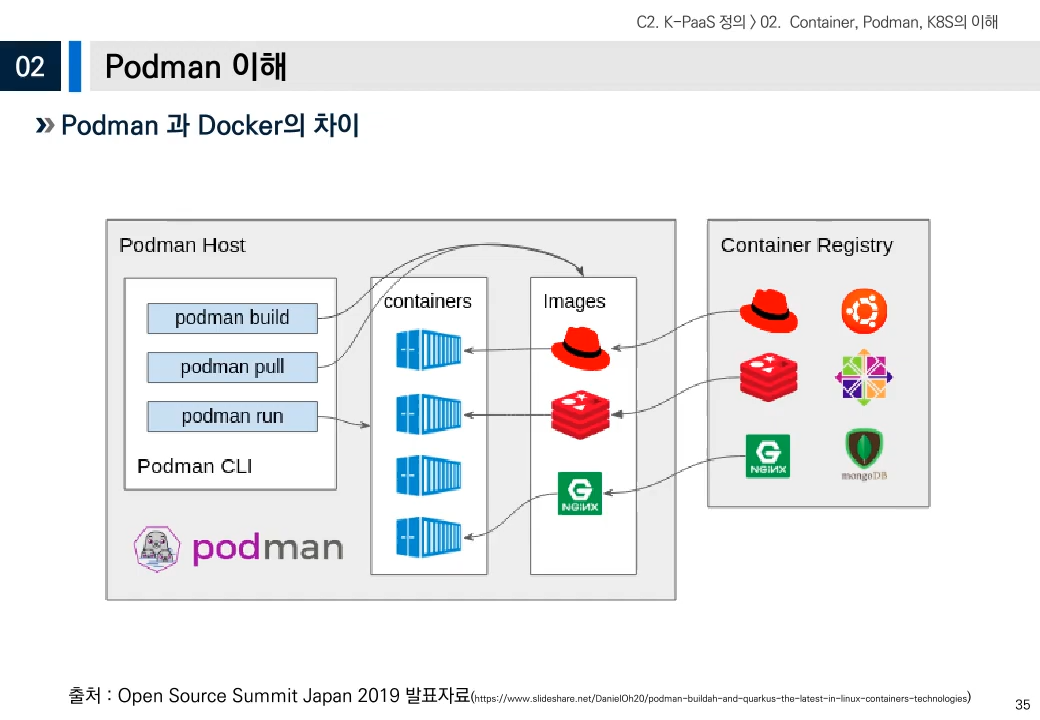 C2. K-PaaS 정의 > 02. Container, Podman, K8S의 이해
02
Podman 이해
Podman 과 Docker의 차이
Podman Host
podman build
podman pull
podman run
Podman CLI
podman
containers
Images
NGiNX
Container Registry
NGiNX
mongoDB
출처 : Open Source Summit Japan 2019 발표자료(https://www.slideshare.net/DanielOh20/podman-buildah-and-quarkus-the-latest-in-linux-containers-technologies)
35